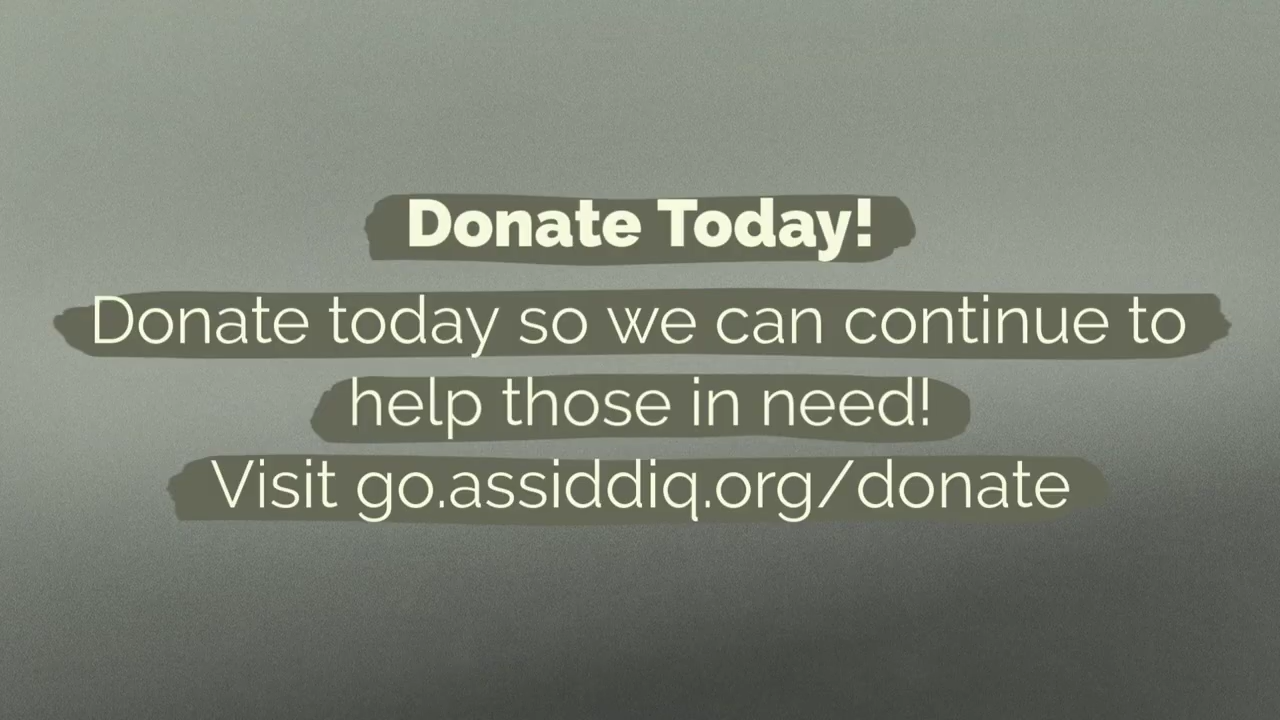 Donate Today!
Donate today so we can continue to
help those in need!
Visit go.assiddiq.org/donate